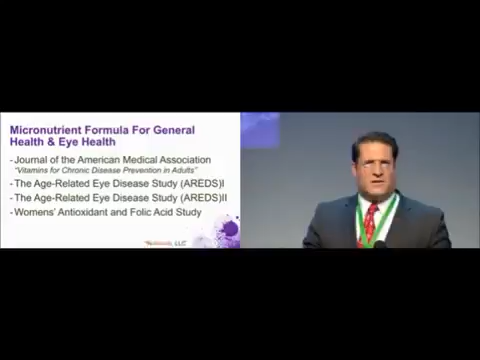 Micronutrient Formula For General
Health & Eye Health
-Journal of the American Medical Association
"Vitamins for Chronic Disease Prevention in Adults"
-The Age-Related Eye Disease Study (AREDS)I
-The Age-Related Eye Disease Study (AREDS)II
-Womens' Antioxidant and Folic Acid Study
LLC